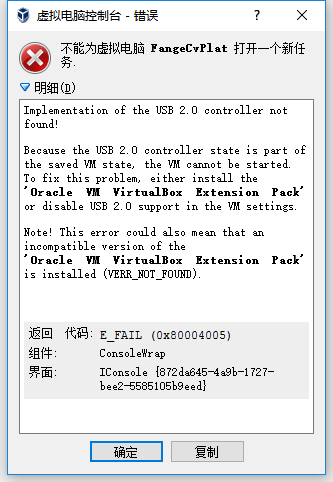 虚拟电脑控制台 - 错误
不能为虚拟电脑 FangeCvPlat 打开一个新任
务.
明细(D)
Implementation of the USB 2.0 controller not
found!
Because the USB 2.0 controller state is part of
the saved VM state, the VM cannot be started.
To fix this problem, either install the
'Oracle VM VirtualBox Extension Pack'
or disable USB 2.0 support in the VM settings.
Note! This error could also mean that an
incompatible version of the
'Oracle VM VirtualBox Extension Pack'
is installed (VERR_NOT_FOUND).
返回 代码: E_FAIL (0x80004005)
组件: ConsoleWrap
界面: IConsole {872da645-4a9b-1727-
bee2-5585105b9eed}
确定 复制